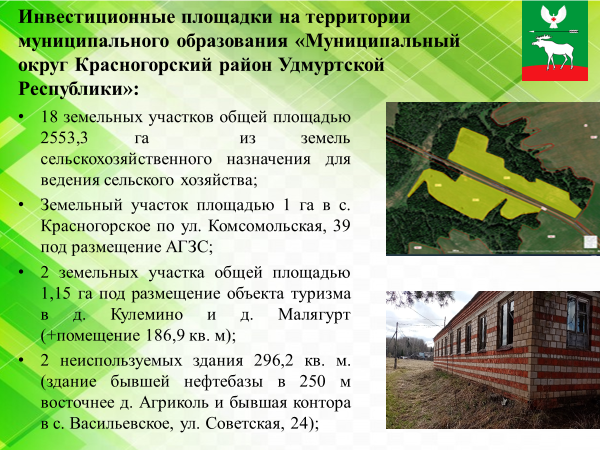 Инвестиционные площадки на территории
муниципального образования «Муниципальный
округ Красногорский район Удмуртской
Республики»:
• 18 земельных участков общей площадью
2553,3 га из земель
сельскохозяйственного назначения для
ведения сельского хозяйства;
• Земельный участок площадью 1 га в с.
Красногорское по ул. Комсомольская, 39
под размещение АГЗС;
• 2 земельных участка общей площадью
1,15 га под размещение объекта туризма
в д. Кулемино и д. Малягурт
(+помещение 186,9 кв. м);
• 2 неиспользуемых здания 296,2 кв. м.
(здание бывшей нефтебазы в 250 м
восточнее д. Агриколь и бывшая контора
в с. Васильевское, ул. Советская, 24);